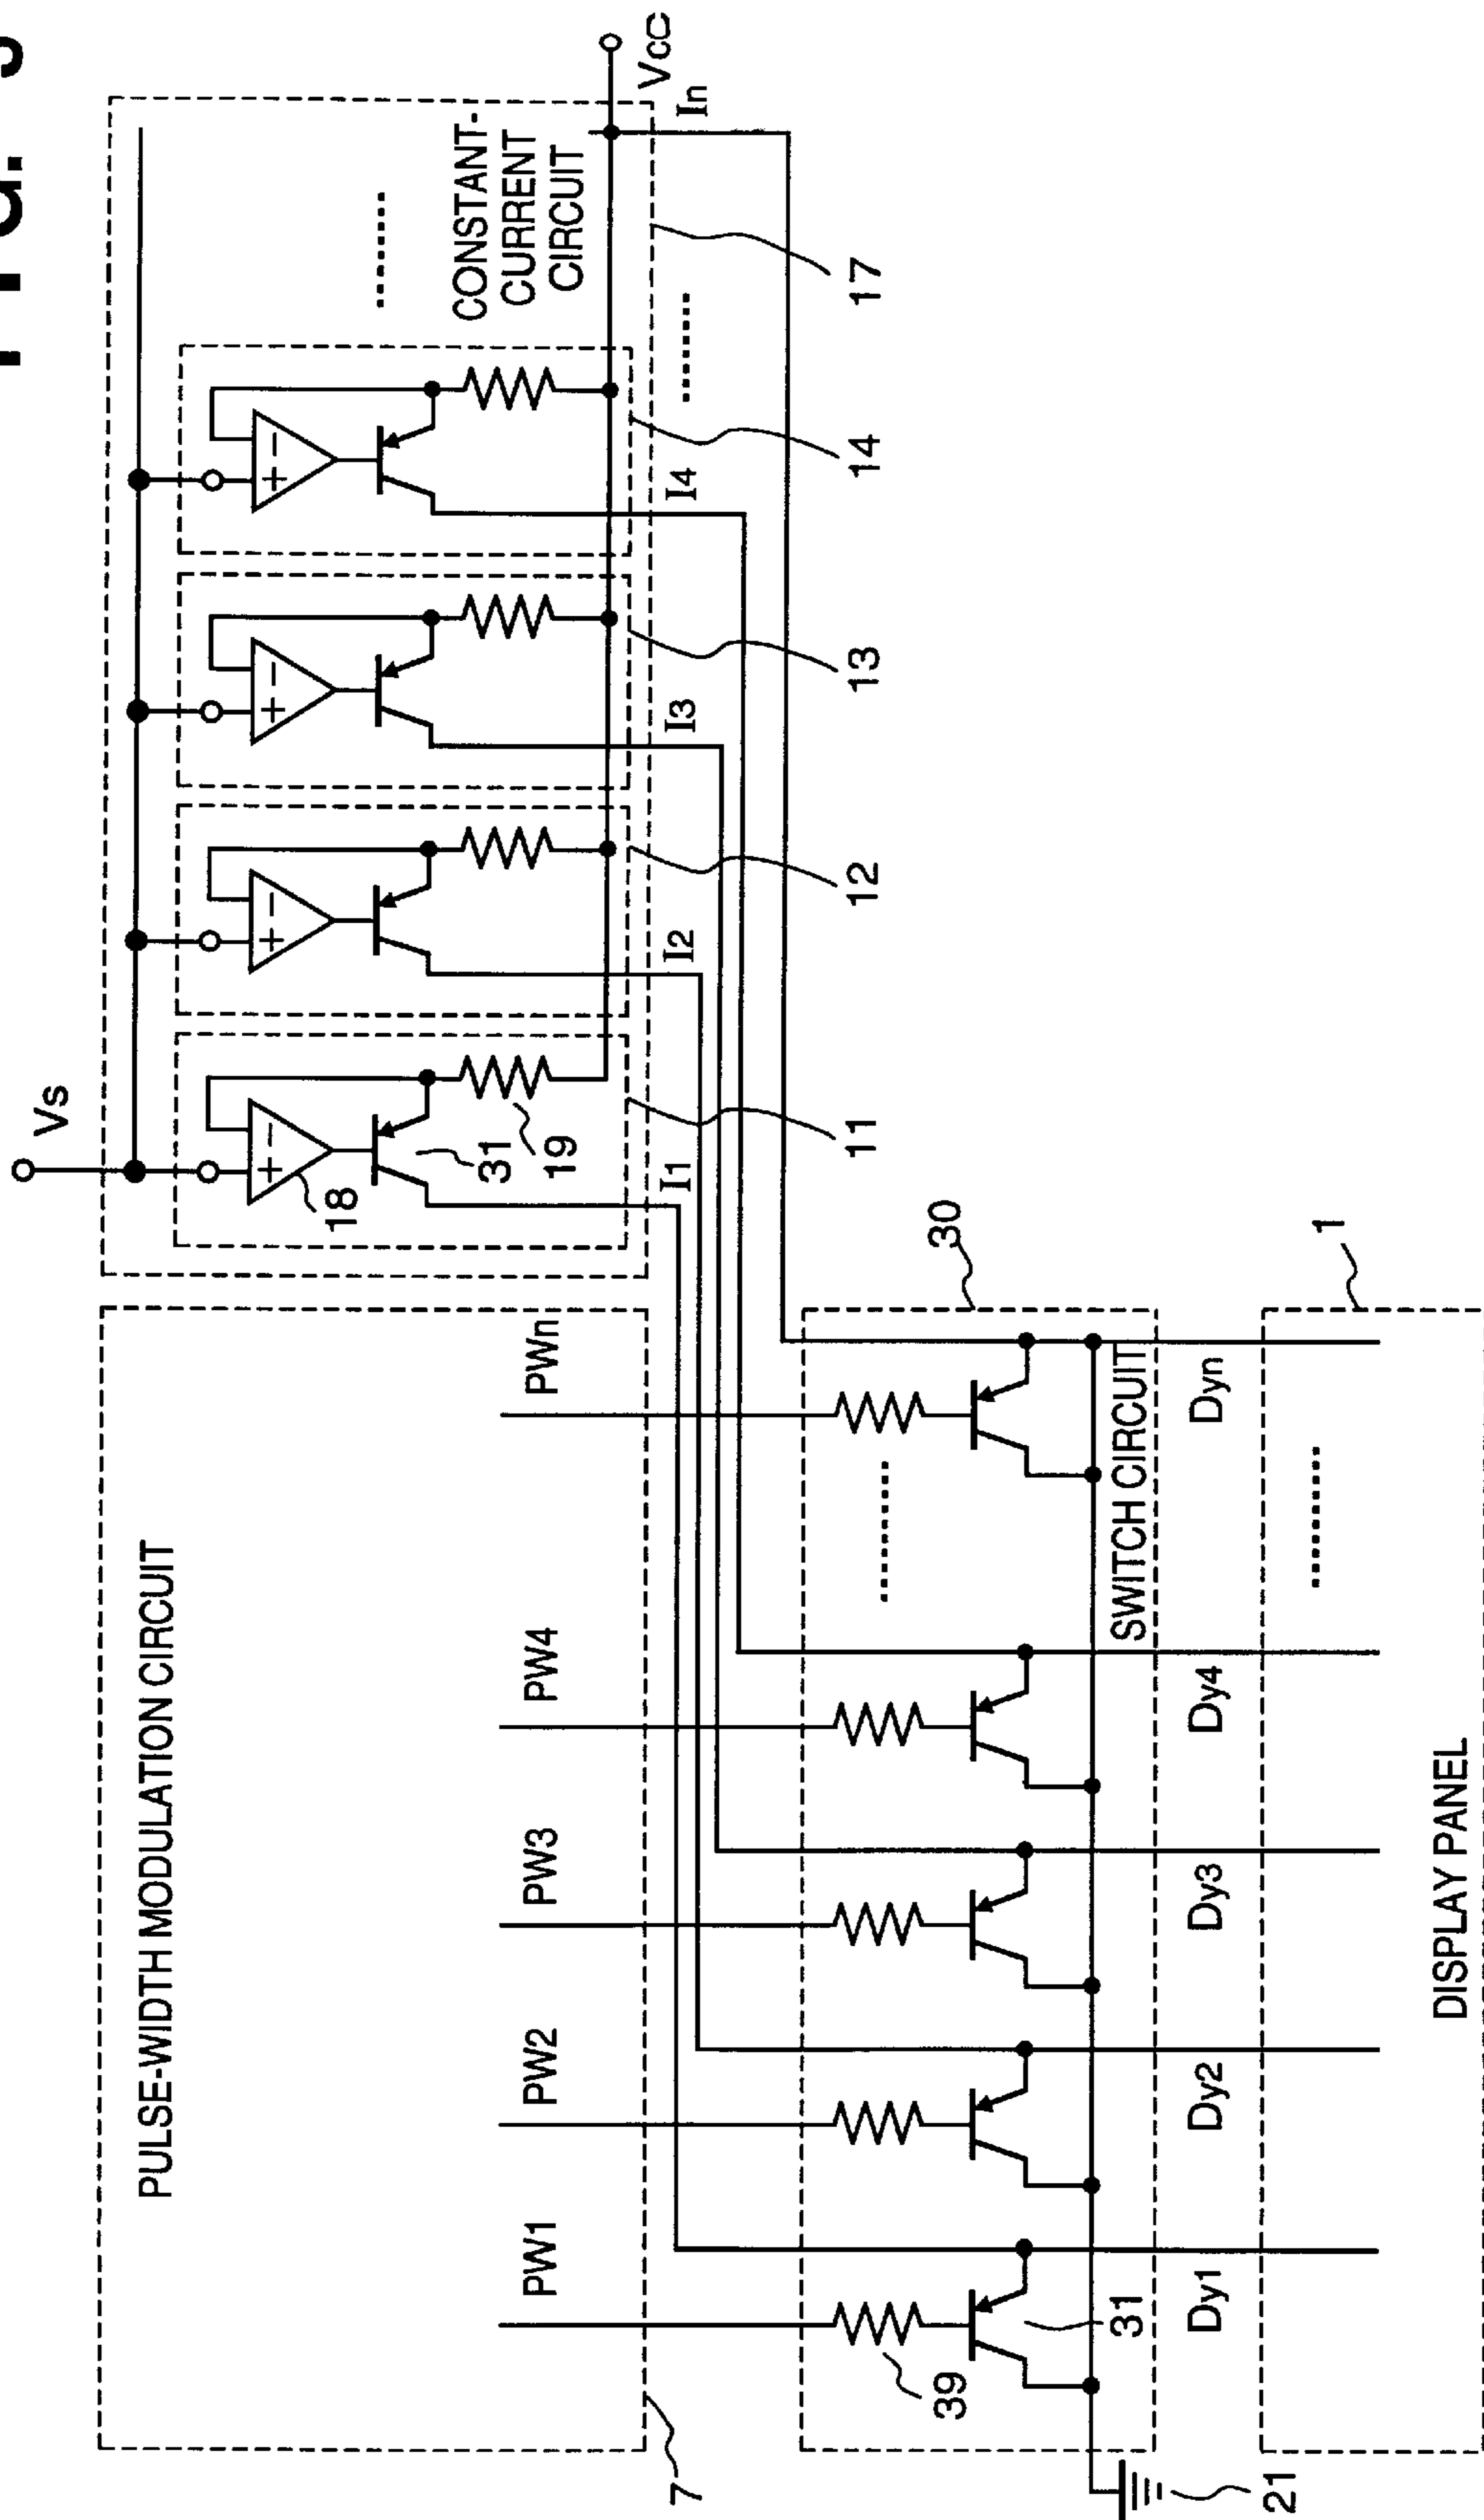 Vs
PULSE-WIDTH MODULATION CIRCUIT
18
CONSTANT-
CURRENT
CIRCUIT
31
19
PW1
PW2
PW3
PW4
PWn
Vcc
I1
I2
I3
I4
In
7
11
12
13
14
17
39
30
31
SWITCH CIRCUIT
Dy1
Dy2
Dy3
Dy4
Dyn
21
1
DISPLAY PANEL